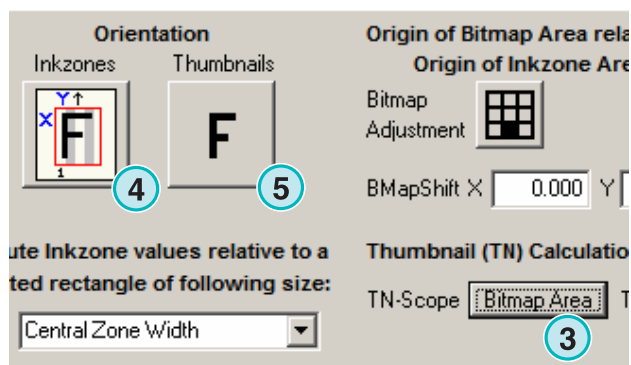 Orientation
Inkzones Thumbnails
Y
X
F
1
4
F
5
Origin of Bitmap Area rela
Origin of Inkzone Are
Bitmap
Adjustment
BMapShift X 0.000 Y
ute Inkzone values relative to a
ted rectangle of following size:
Central Zone Width
Thumbnail (TN) Calculatio
TN-Scope Bitmap Area T
3